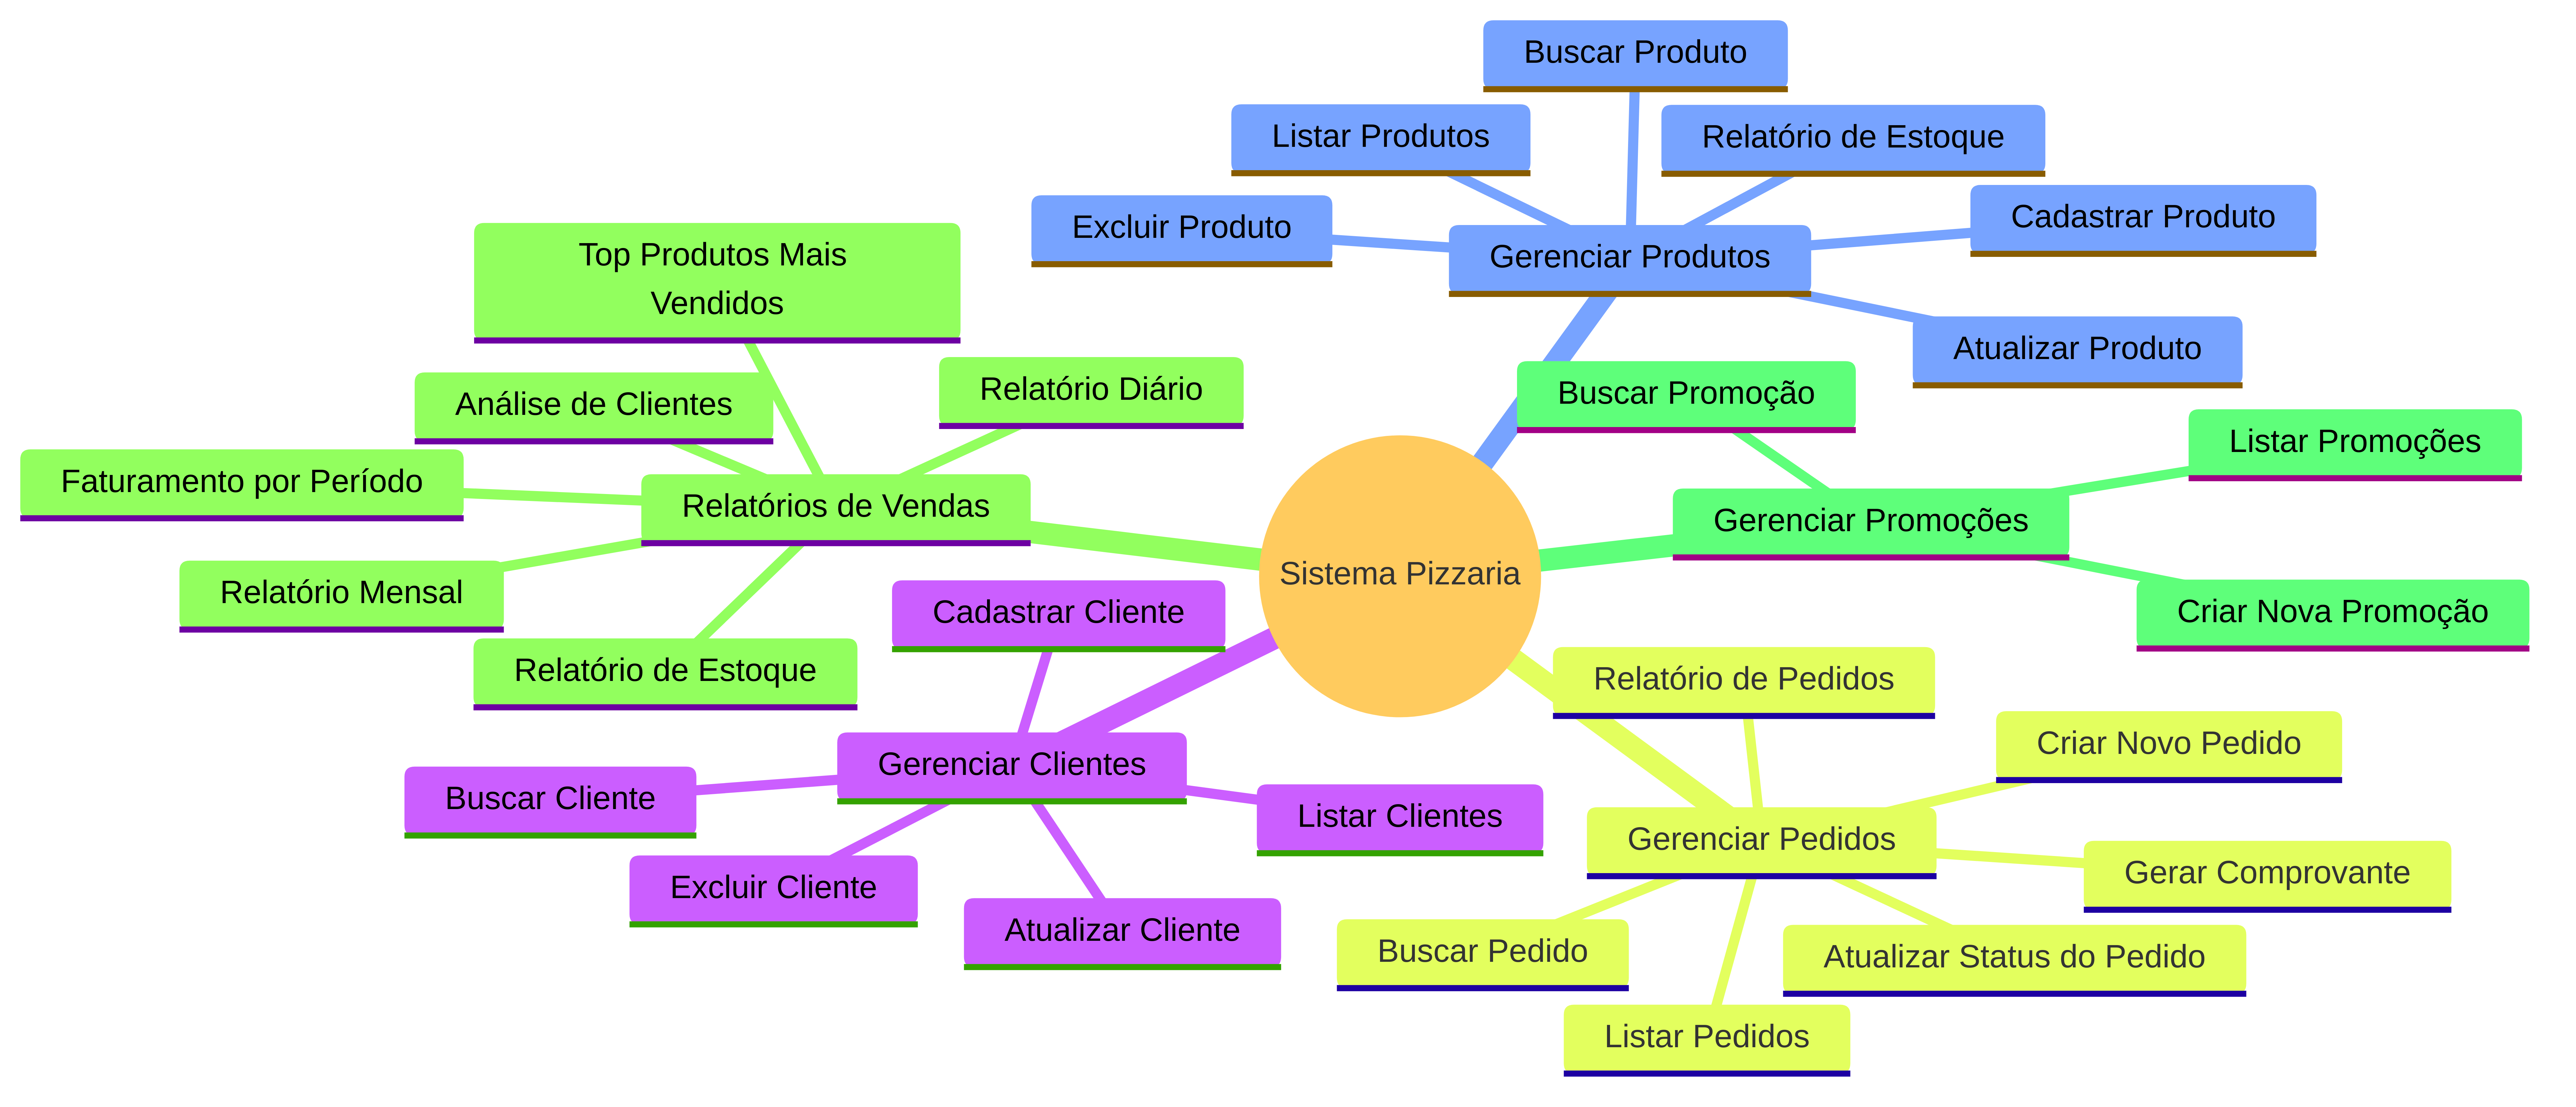 Buscar Produto
Listar Produtos
Relatório de Estoque
Excluir Produto
Cadastrar Produto
Gerenciar Produtos
Atualizar Produto
Top Produtos Mais
Vendidos
Análise de Clientes
Relatório Diário
Faturamento por Período
Relatórios de Vendas
Relatório Mensal
Relatório de Estoque
Buscar Promoção
Listar Promoções
Gerenciar Promoções
Criar Nova Promoção
Sistema Pizzaria
Cadastrar Cliente
Gerenciar Clientes
Buscar Cliente
Listar Clientes
Excluir Cliente
Atualizar Cliente
Relatório de Pedidos
Criar Novo Pedido
Gerenciar Pedidos
Gerar Comprovante
Buscar Pedido
Atualizar Status do Pedido
Listar Pedidos